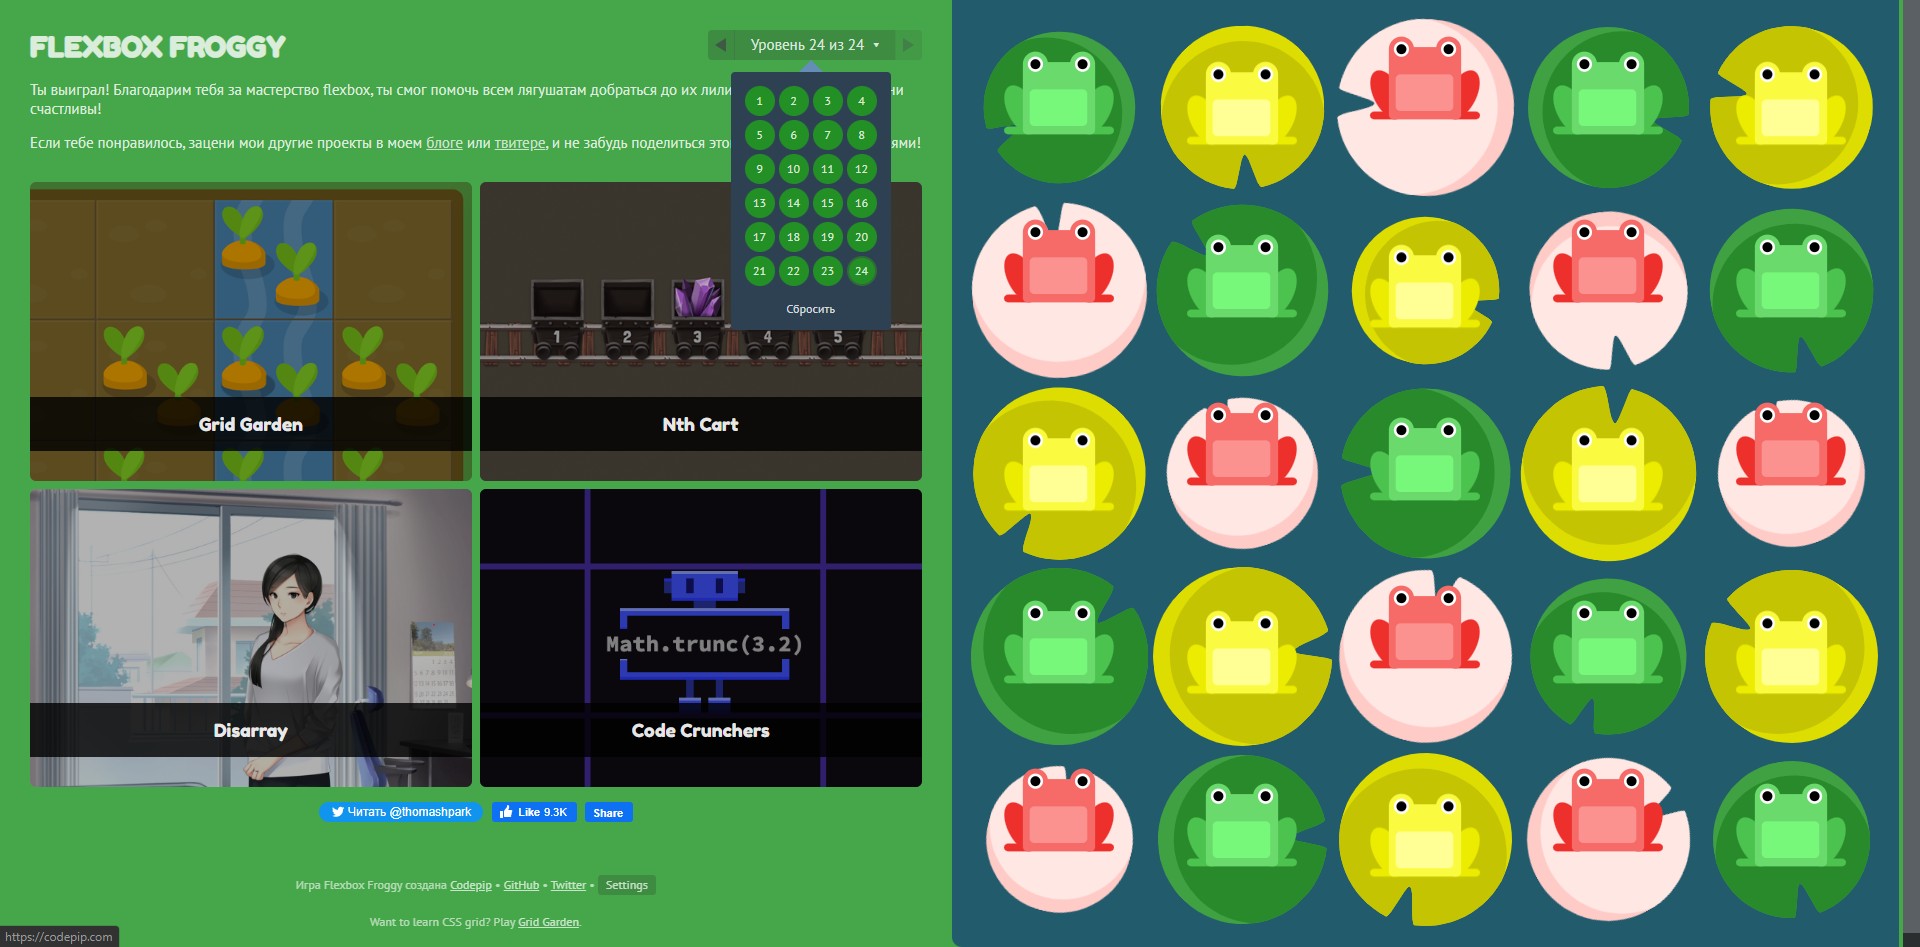 FLEXBOX FROGGY
Уровень 24 из 24
Ты выиграл! Благодарим тебя за мастерство flexbox, ты смог помочь всем лягушатам добраться до их лили
ни
счастливы!
Если тебе понравилось, зацени мои другие проекты в моем блоге или твитере, и не забудь поделиться это
ями!
1 2 3 4
5 6 7 8
9 10 11 12
13 14 15 16
17 18 19 20
21 22 23 24
Сбросить
1 2 3 4 5
Grid Garden
Nth Cart
Math.trunc(3.2)
Disarray
Code Crunchers
Читать @thomashpark
Like 9.3K
Share
Игра Flexbox Froggy создана Codepip • GitHub • Twitter • Settings
Want to learn CSS grid? Play Grid Garden.
https://codepip.com